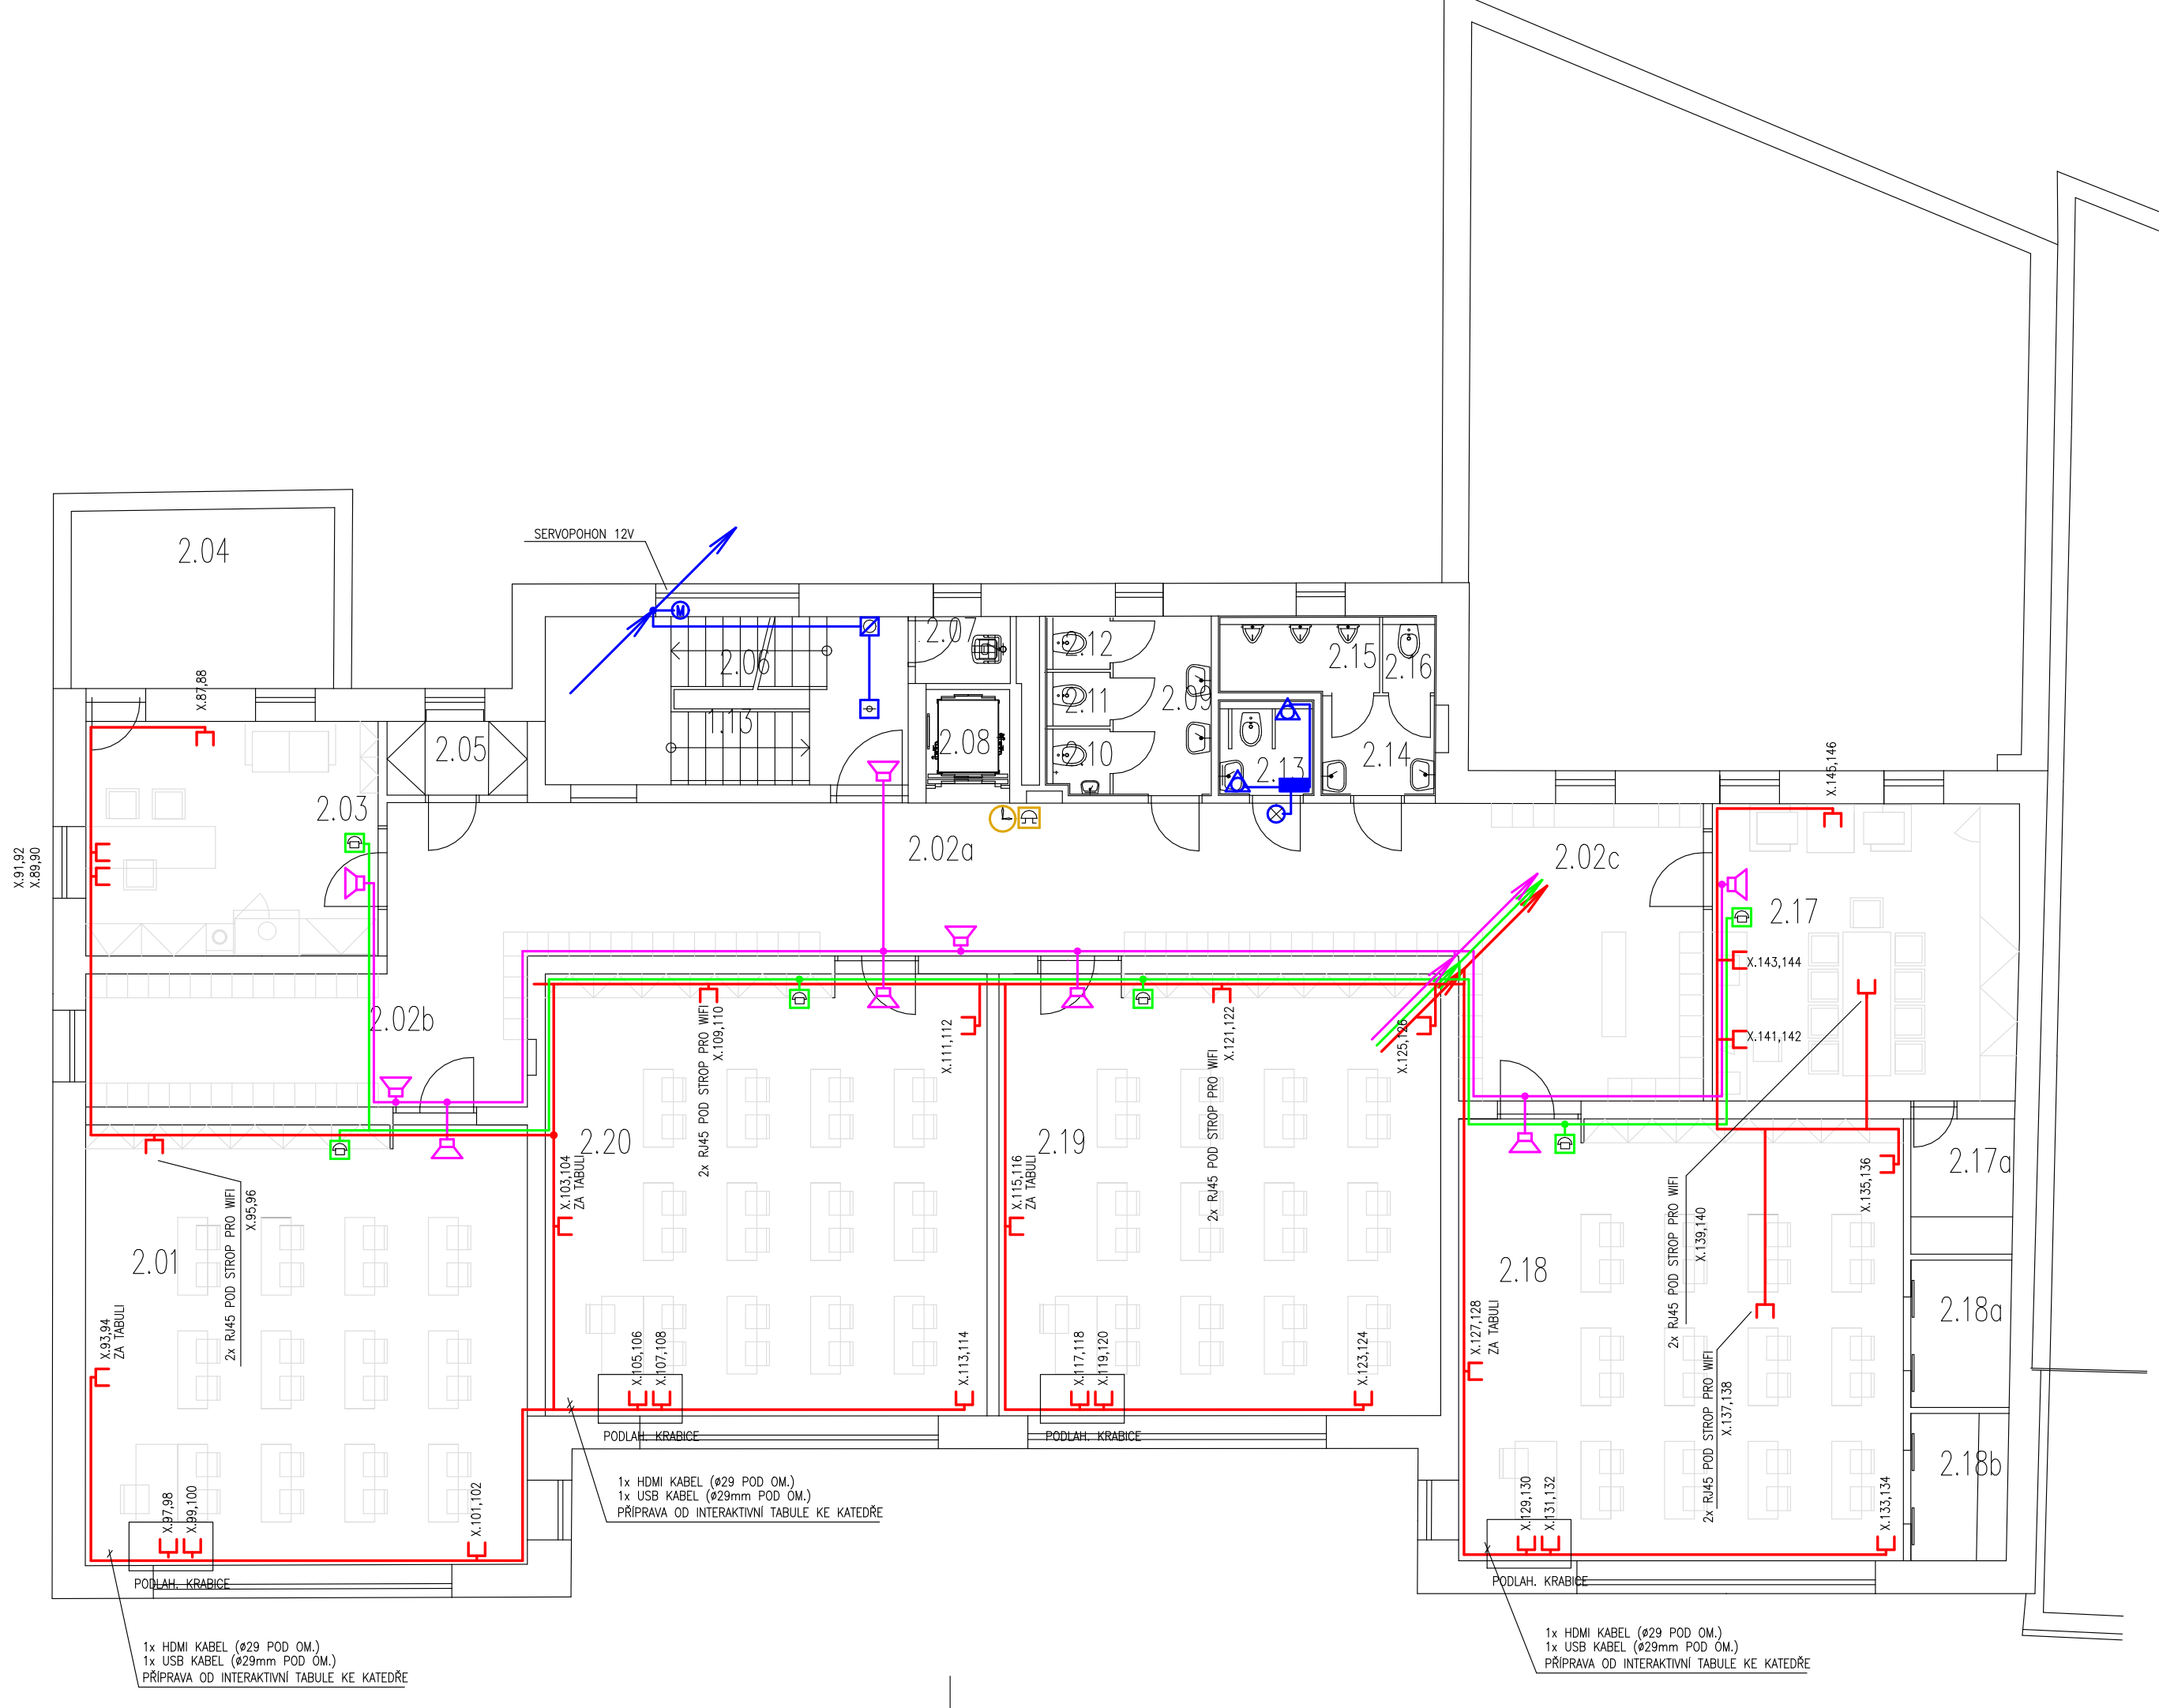 SERVOPOHON 12V
2.04
2.07
2.12
2.06
2.15
2.16
X.87,88
2.11
2.09
1.13
2.05
2.08
.10
2.13
2.14
X.145,146
M
2.03
2.02a
2.02c
X.91,92
X.89,90
2.17
X.143,144
2.02b
X.109,110
2x RJ45 POD STROP PRO WIFI
X.111,112
X.121,122
2x RJ45 POD STROP PRO WIFI
X.125,126
X.141,142
2.20
2.19
X.103,104
ZA TABULI
X.115,116
ZA TABULI
2.17a
X.135,136
2x RJ45 POD STROP PRO WIFI
X.95,96
2x RJ45 POD STROP PRO WIFI
X.139,140
2.01
2.18
2.18a
X.93,94
ZA TABULI
X.105,106
X.107,108
X.113,114
X.117,118
X.119,120
X.123,124
X.127,128
ZA TABULI
2x RJ45 POD STROP PRO WIFI
X.137,138
PODLAH. KRABICE
PODLAH. KRABICE
2.18b
1x HDMI KABEL (ø29 POD OM.)
1x USB KABEL (ø29mm POD OM.)
PŘÍPRAVA OD INTERAKTIVNÍ TABULE KE KATEDŘE
X.97,98
X.99,100
X.101,102
X.129,130
X.131,132
X.133,134
PODLAH. KRABICE
PODLAH. KRABICE
1x HDMI KABEL (ø29 POD OM.)
1x USB KABEL (ø29mm POD OM.)
PŘÍPRAVA OD INTERAKTIVNÍ TABULE KE KATEDŘE
1x HDMI KABEL (ø29 POD OM.)
1x USB KABEL (ø29mm POD OM.)
PŘÍPRAVA OD INTERAKTIVNÍ TABULE KE KATEDŘE